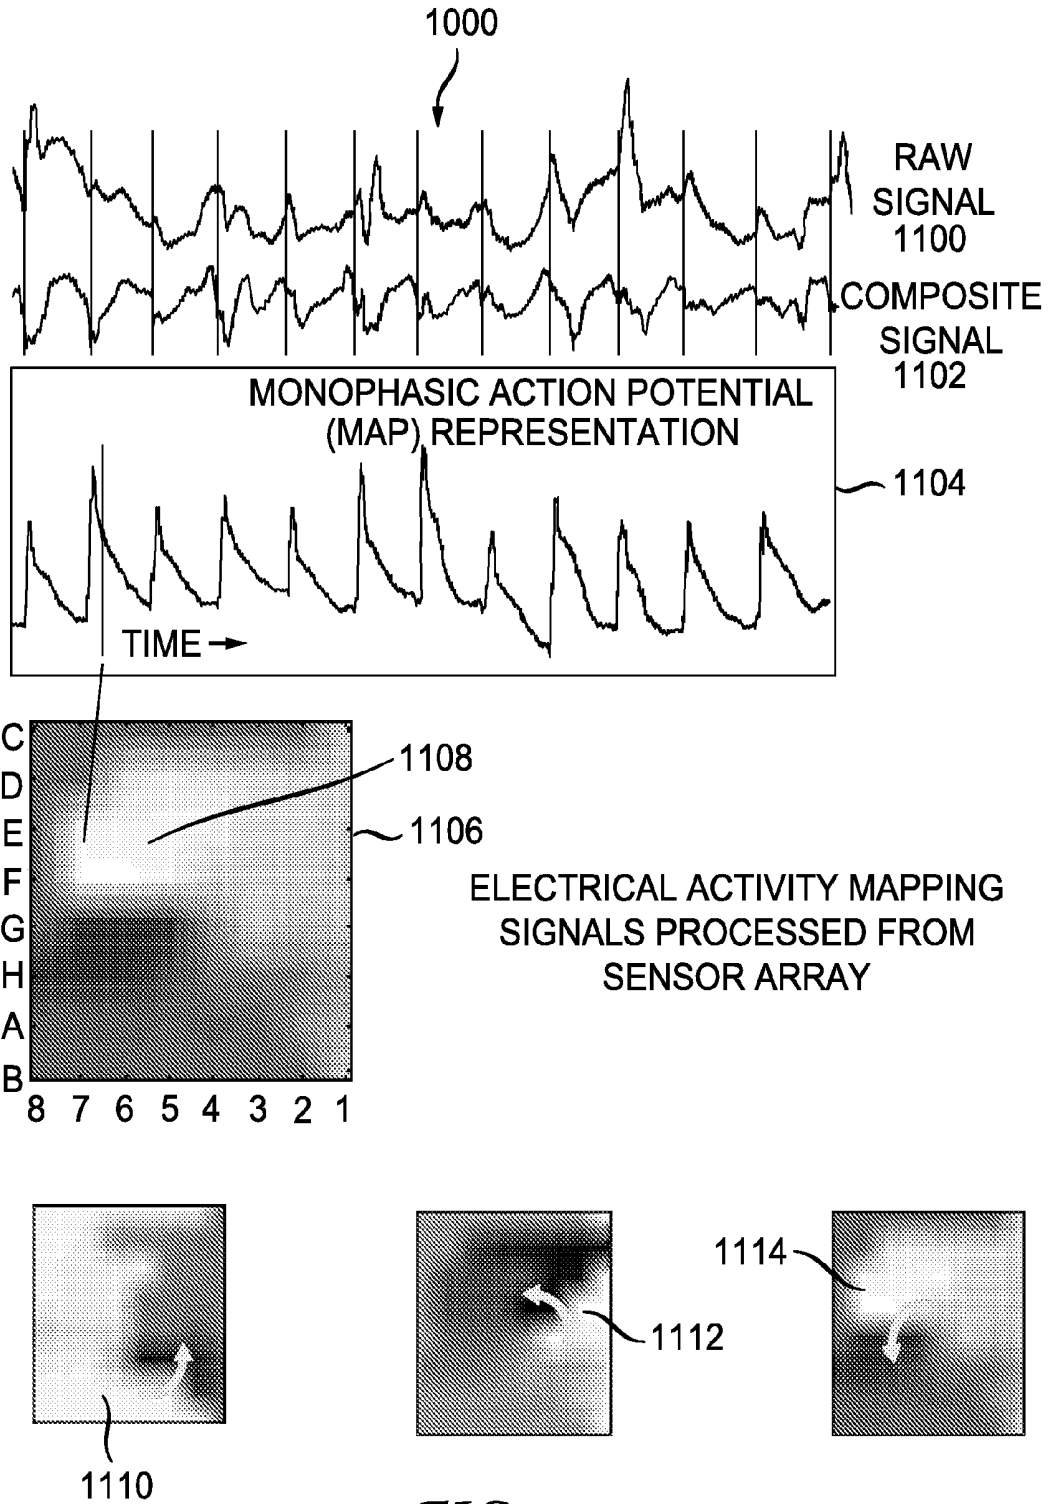 1000
RAW
SIGNAL
1100
COMPOSITE
SIGNAL
1102
MONOPHASIC ACTION POTENTIAL
(MAP) REPRESENTATION
1104
TIME
C
1108
D
E
1106
F
ELECTRICAL ACTIVITY MAPPING
G
SIGNALS PROCESSED FROM
H
SENSOR ARRAY
A
B
8 7 6 5 4 3 2 1
1114
1112
1110